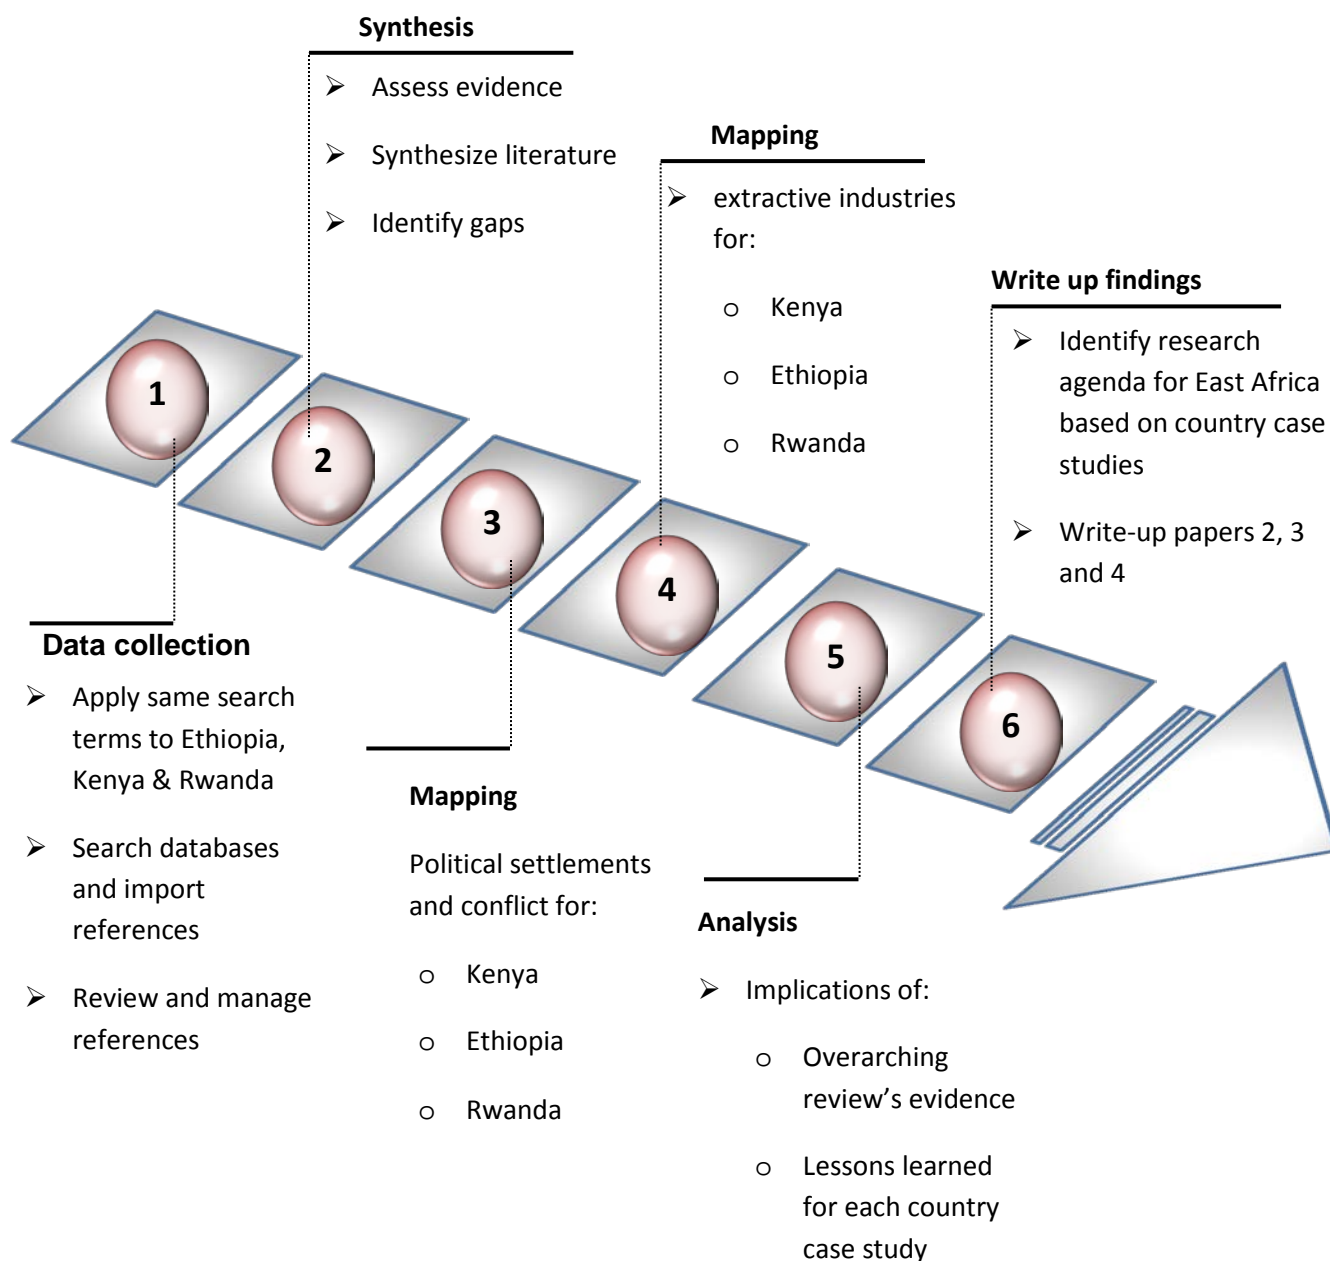 Synthesis
➢ Assess evidence
➢ Synthesize literature
➢ Identify gaps
Mapping
➢ extractive industries
for:
o Kenya
o Ethiopia
o Rwanda
Write up findings
➢ Identify research
agenda for East Africa
based on country case
studies
➢ Write-up papers 2, 3
and 4
1
2
3
4
5
6
Data collection
➢ Apply same search
terms to Ethiopia,
Kenya & Rwanda
➢ Search databases
and import
references
➢ Review and manage
references
Mapping
Political settlements
and conflict for:
o Kenya
o Ethiopia
o Rwanda
Analysis
➢ Implications of:
o Overarching
review’s evidence
o Lessons learned
for each country
case study